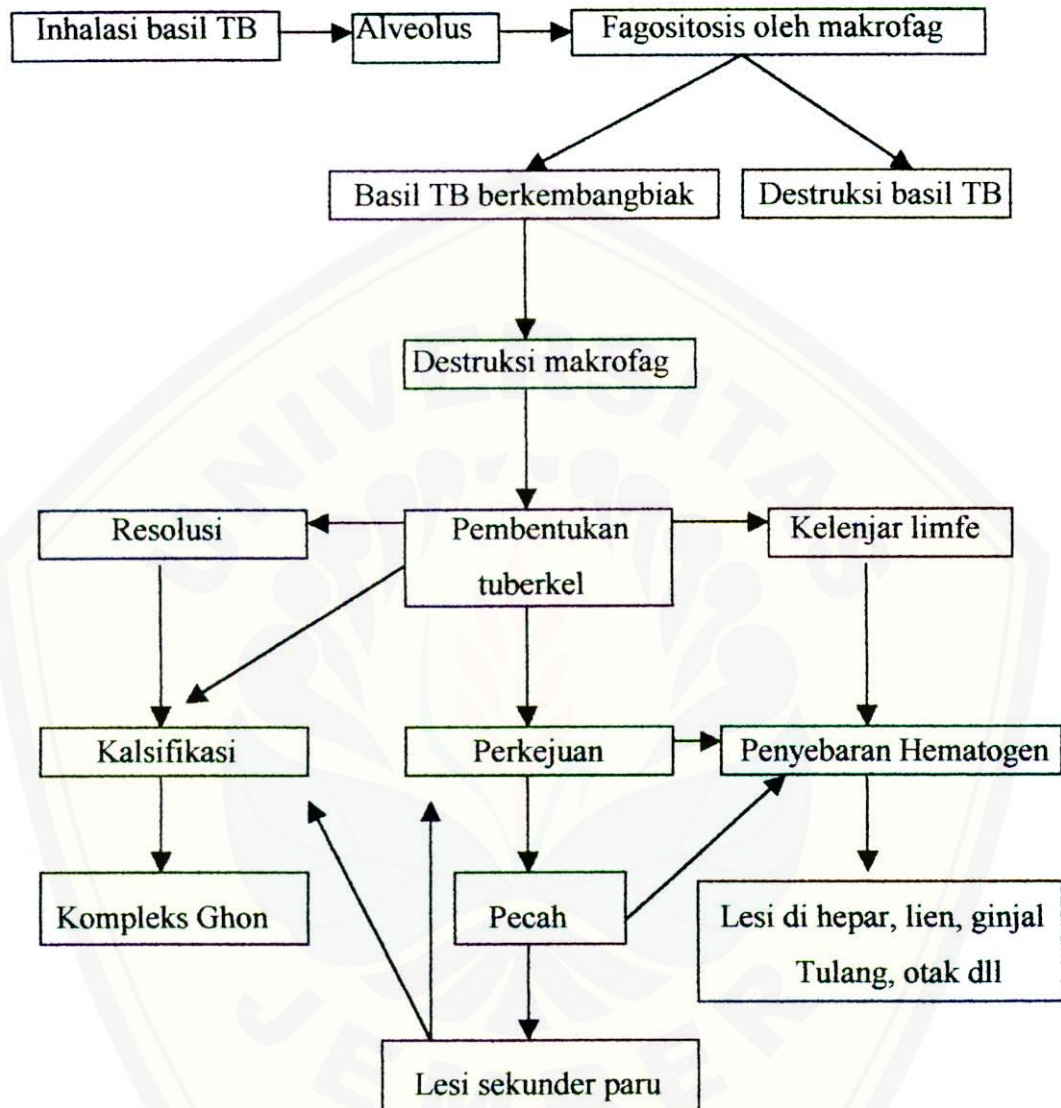 Inhalasi basil TB
Alveolus
Fagositosis oleh makrofag
Basil TB berkembangbiak
Destruksi basil TB
Destruksi makrofag
Resolusi
Pembentukan
tuberkel
Kelenjar limfe
Kalsifikasi
Perkejuan
Penyebaran Hematogen
Kompleks Ghon
Pecah
Lesi di hepar, lien, ginjal
Tulang, otak dll
Lesi sekunder paru
UNIVERSITAS
JEMBER